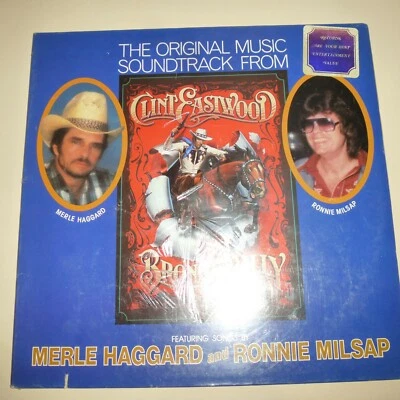 THE ORIGINAL MUSIC
SOUNDTRACK FROM
CLINT EASTWOOD
MERLE HAGGARD
RONNIE MILSAP
FEATURING SONGS BY
MERLE HAGGARD and RONNIE MILSAP